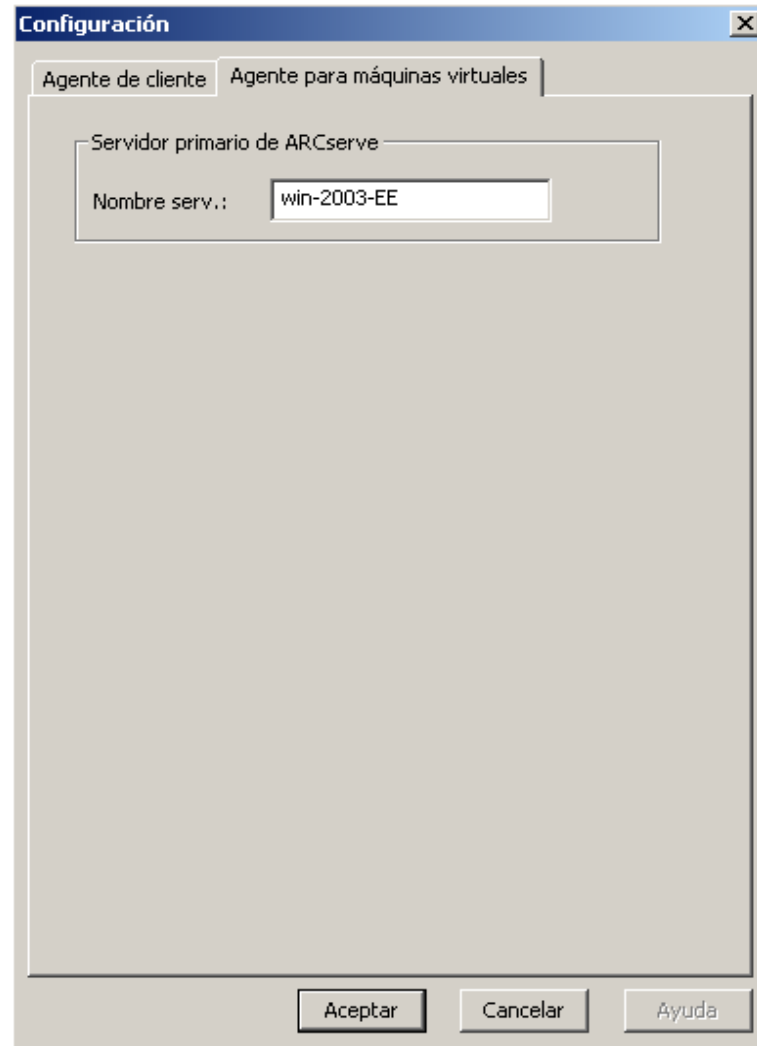 Configuración
Agente de cliente
Agente para máquinas virtuales
Servidor primario de ARCserve
Nombre serv.:
win-2003-EE
Aceptar
Cancelar
Ayuda